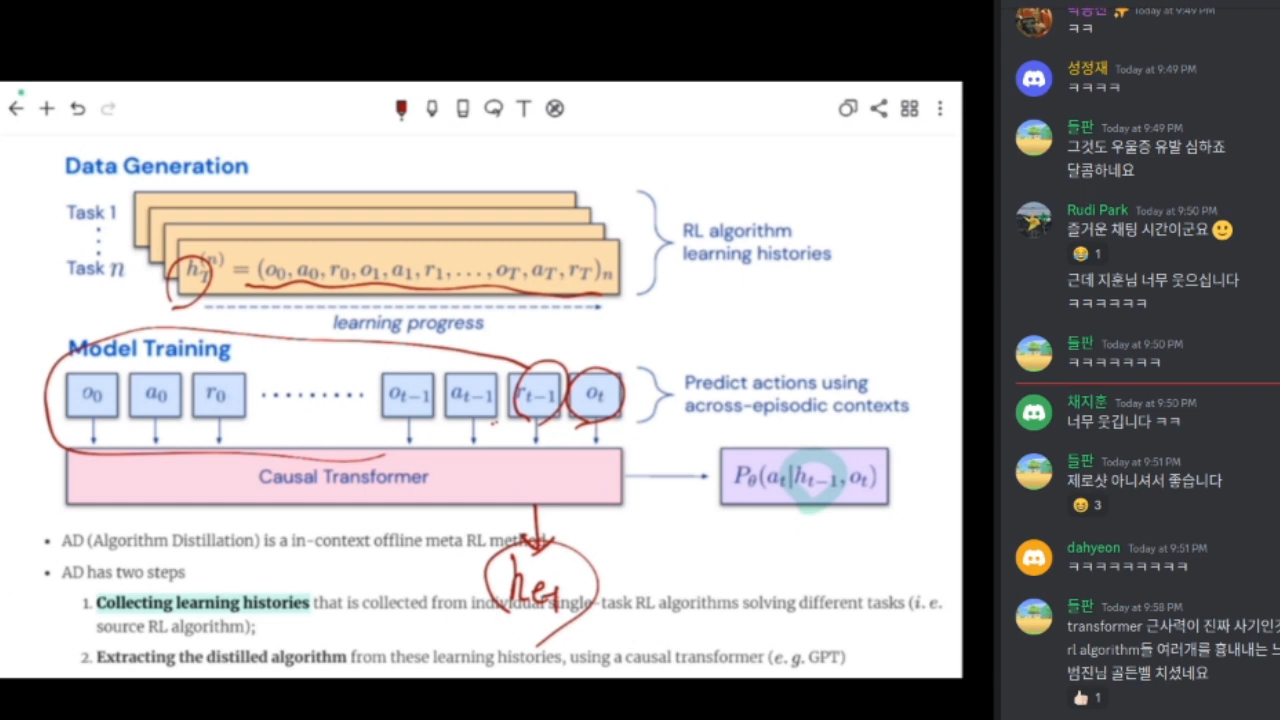 Data Generation
Task 1
Task n
h_T^{(n)} = (o_0, a_0, r_0, o_1, a_1, r_1, . . . , o_T, a_T, r_T)_n
RL algorithm
learning histories
learning progress
Model Training
o_0 a_0 r_0 · · · · · · · · · o_{t−1} a_{t−1} r_{t−1} o_t
Predict actions using
across-episodic contexts
Causal Transformer
P_θ(a_t|h_{t−1}, o_t)
• AD (Algorithm Distillation) is a in-context offline meta RL
• AD has two steps
1. Collecting learning histories that is collected from individual single-task RL algorithms solving different tasks (i. e.
source RL algorithm);
2. Extracting the distilled algorithm from these learning histories, using a causal transformer (e. g. GPT)
Today at 9:49 PM
ㅋㅋ
성정재 Today at 9:49 PM
ㅋㅋㅋㅋ
들판 Today at 9:49 PM
그것도 우울증 유발 심하죠
달콤하네요
Rudi Park Today at 9:50 PM
즐거운 채팅 시간이군요
1
근데 지훈님 너무 웃으십니다
ㅋㅋㅋㅋㅋㅋ
들판 Today at 9:50 PM
ㅋㅋㅋㅋㅋㅋㅋ
채지훈 Today at 9:50 PM
너무 웃깁니다 ㅋㅋ
들판 Today at 9:51 PM
제로샷 아니셔서 좋습니다
3
dahyeon Today at 9:51 PM
ㅋㅋㅋㅋㅋㅋㅋㅋㅋ
들판 Today at 9:58 PM
transformer 근사력이 진짜
rl algorithm들 여러개를 흉내내는
범진님 골든벨 치셨네요
1